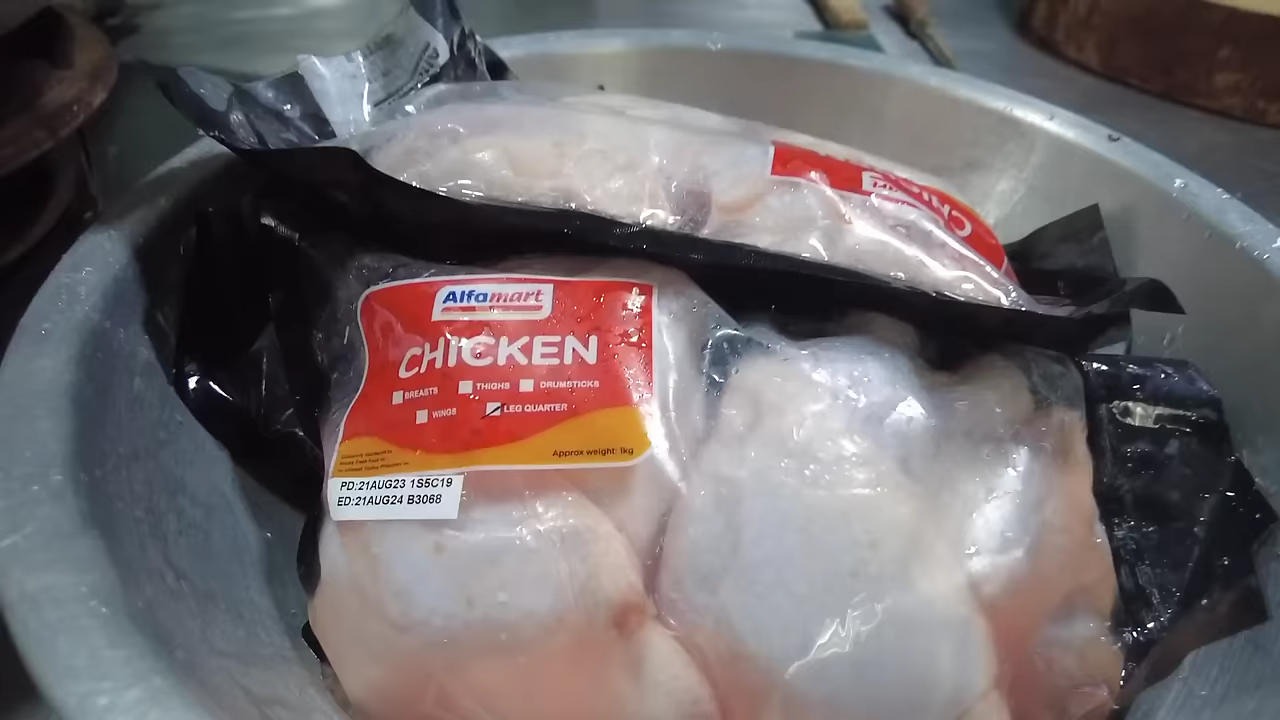 Alfamart
CHICKEN
BREASTS THIGHS DRUMSTICKS
WINGS LEG QUARTER
Approx weight: 1kg
PD:21AUG23 1S5C19
ED:21AUG24 B3068